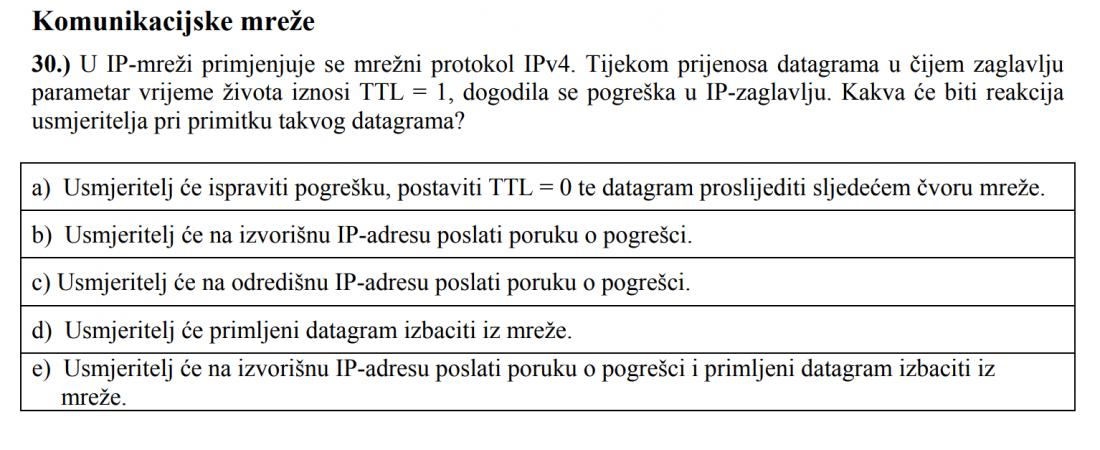 Komunikacijske mreže
30.) U IP-mreži primjenjuje se mrežni protokol IPv4. Tijekom prijenosa datagrama u čijem zaglavlju
parametar vrijeme života iznosi TTL = 1, dogodila se pogreška u IP-zaglavlju. Kakva će biti reakcija
usmjeritelja pri primitku takvog datagrama?
a) Usmjeritelj će ispraviti pogrešku, postaviti TTL = 0 te datagram proslijediti sljedećem čvoru mreže.
b) Usmjeritelj će na izvorišnu IP-adresu poslati poruku o pogrešci.
c) Usmjeritelj će na odredišnu IP-adresu poslati poruku o pogrešci.
d) Usmjeritelj će primljeni datagram izbaciti iz mreže.
e) Usmjeritelj će na izvorišnu IP-adresu poslati poruku o pogrešci i primljeni datagram izbaciti iz
mreže.